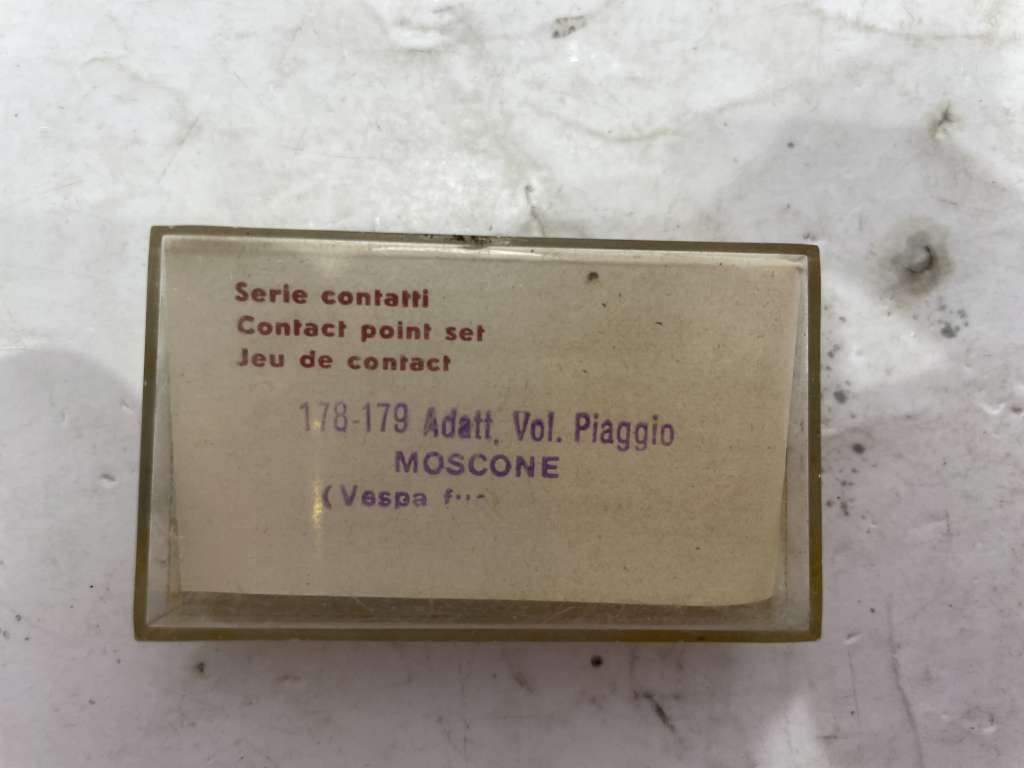 Serie contatti
Contact point set
Jeu de contact
178-179 Adatt. Vol. Piaggio
MOSCONE
(Vespa